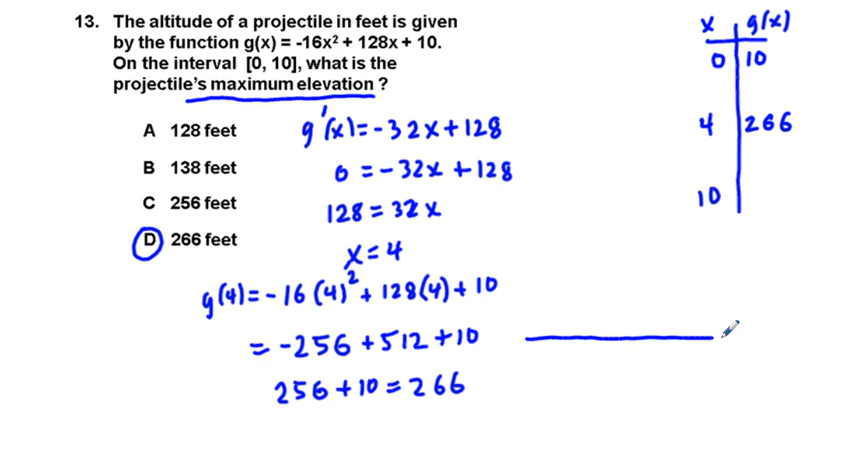 13. The altitude of a projectile in feet is given
by the function g(x) = -16x² + 128x + 10.
On the interval [0, 10], what is the
projectile's maximum elevation ?
A 128 feet
B 138 feet
C 256 feet
D 266 feet
g'(x) = -32x + 128
0 = -32x + 128
128 = 32x
x = 4
g(4) = -16(4)² + 128(4) + 10
= -256 + 512 + 10
256 + 10 = 266
x g(x)
0 10
4 266
10